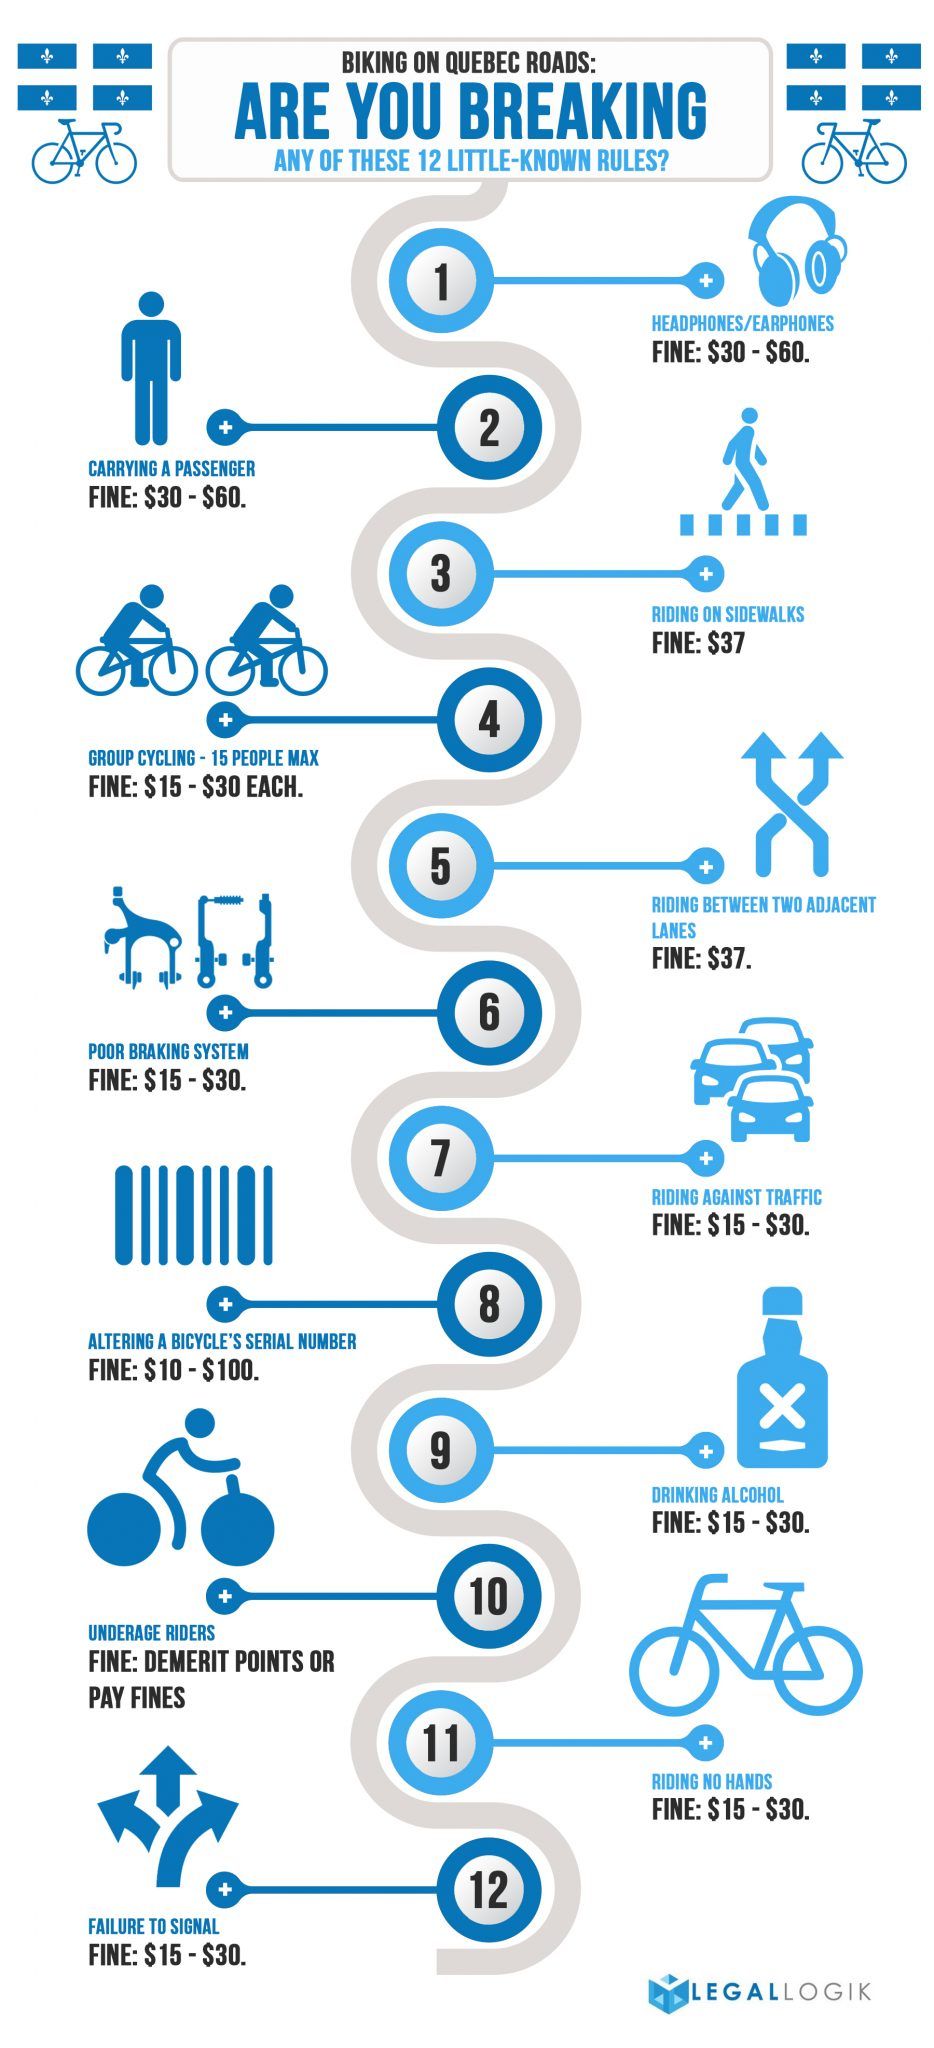 BIKING ON QUEBEC ROADS:
ARE YOU BREAKING
ANY OF THESE 12 LITTLE-KNOWN RULES?
1
HEADPHONES/EARPHONES
FINE: $30 - $60.
2
CARRYING A PASSENGER
FINE: $30 - $60.
3
RIDING ON SIDEWALKS
FINE: $37
4
GROUP CYCLING - 15 PEOPLE MAX
FINE: $15 - $30 EACH.
5
RIDING BETWEEN TWO ADJACENT
LANES
FINE: $37.
6
POOR BRAKING SYSTEM
FINE: $15 - $30.
7
RIDING AGAINST TRAFFIC
FINE: $15 - $30.
8
ALTERING A BICYCLE'S SERIAL NUMBER
FINE: $10 - $100.
9
DRINKING ALCOHOL
FINE: $15 - $30.
10
UNDERAGE RIDERS
FINE: DEMERIT POINTS OR
PAY FINES
11
RIDING NO HANDS
FINE: $15 - $30.
12
FAILURE TO SIGNAL
FINE: $15 - $30.
LEGALLOGIK